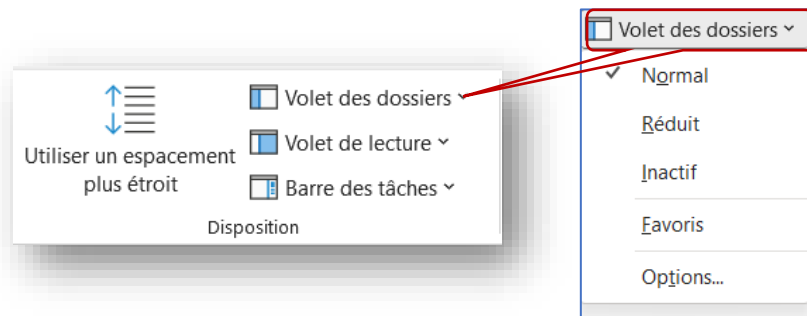 Utiliser un espacement
plus étroit
Volet des dossiers
Volet de lecture
Barre des tâches
Disposition
Volet des dossiers
Normal
Réduit
Inactif
Favoris
Options...